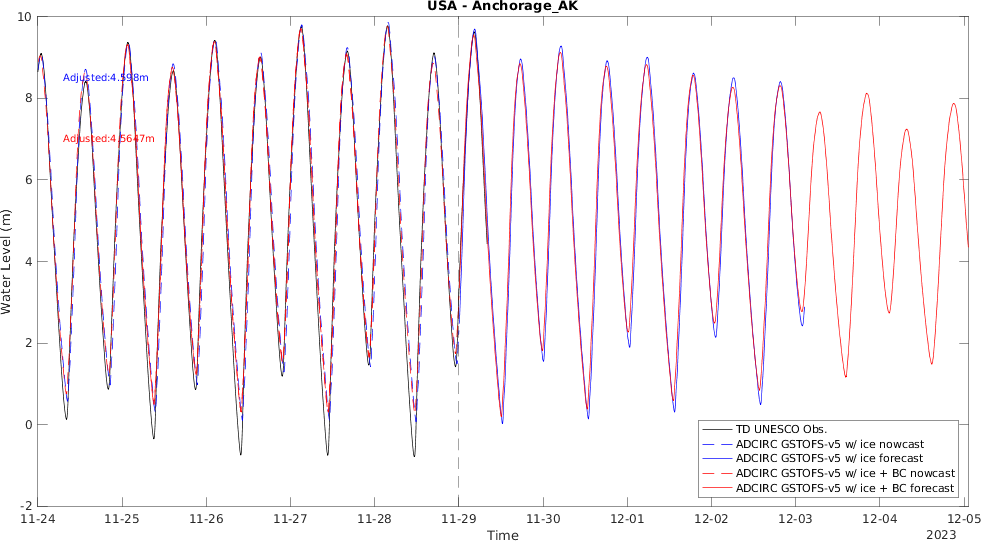 USA - Anchorage_AK
10
8
6
4
2
0
-2
Water Level (m)
Adjusted:4.598m
Adjusted:4.5647m
TD UNESCO Obs.
ADCIRC GSTOFS-v5 w/ ice nowcast
ADCIRC GSTOFS-v5 w/ ice forecast
ADCIRC GSTOFS-v5 w/ ice + BC nowcast
ADCIRC GSTOFS-v5 w/ ice + BC forecast
11-24 11-25 11-26 11-27 11-28 11-29 11-30 12-01 12-02 12-03 12-04 12-05
Time
2023